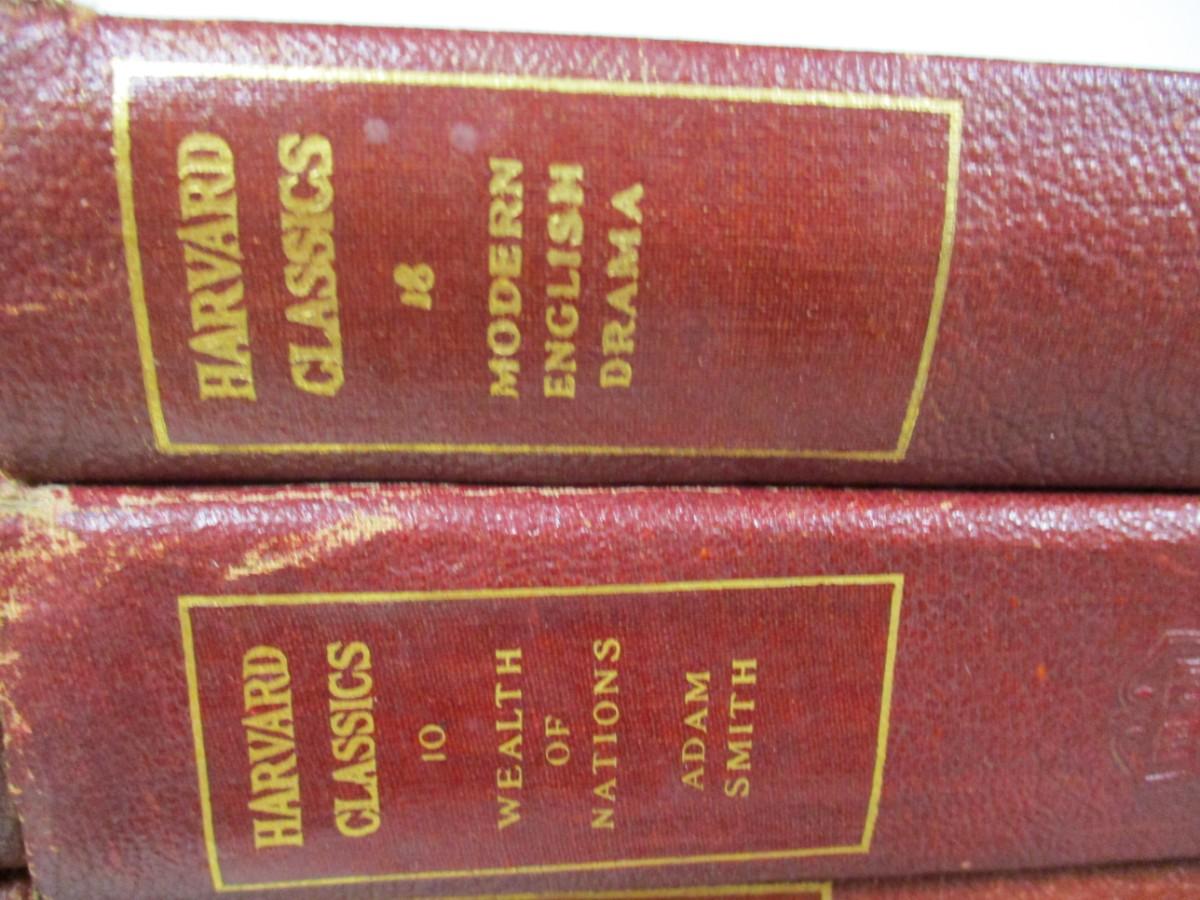 HARVARD
CLASSICS
18
MODERN
ENGLISH
DRAMA
HARVARD
CLASSICS
10
WEALTH
OF
NATIONS
ADAM
SMITH